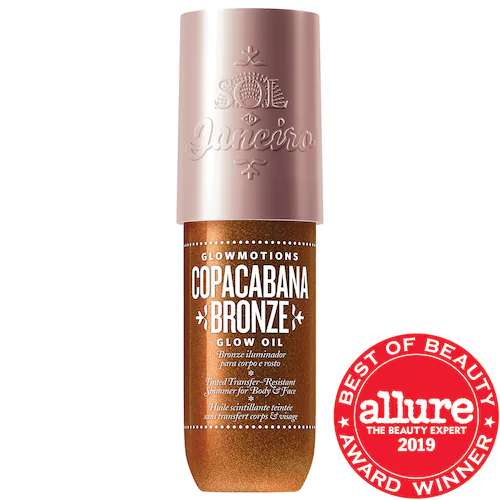 SOL
DE
Janeiro
GLOWMOTIONS
COPACABANA
BRONZE
GLOW OIL
Bronze iluminador
para corpo e rosto
Tinted Transfer-Resistant
Shimmer for Body & Face
Huile scintillante teintée
sans transfert corps & visage
BEST OF BEAUTY
allure
THE BEAUTY EXPERT
2019
AWARD WINNER